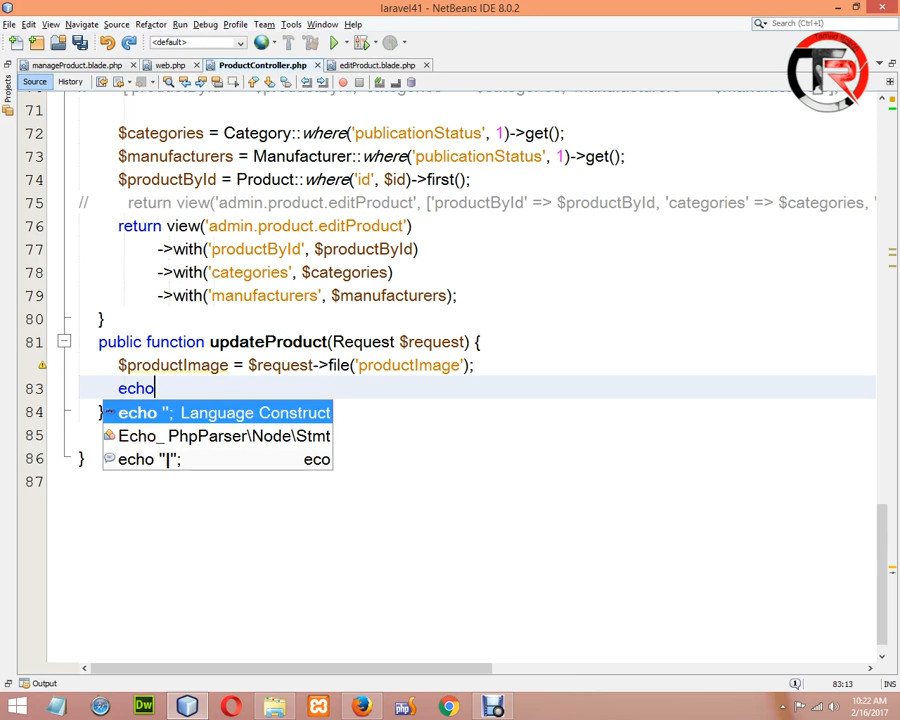 laravel41 - NetBeans IDE 8.0.2
File Edit View Navigate Source Refactor Run Debug Profile Team Tools Window Help
<default>
Search (Ctrl+I)
manageProduct.blade.php web.php ProductController.php editProduct.blade.php
Source History
Projects
71
72 $categories = Category::where('publicationStatus', 1)->get();
73 $manufacturers = Manufacturer::where('publicationStatus', 1)->get();
74 $productById = Product::where('id', $id)->first();
75 // return view('admin.product.editProduct', ['productById' => $productById, 'categories' => $categories, '
76 return view('admin.product.editProduct')
77 ->with('productById', $productById)
78 ->with('categories', $categories)
79 ->with('manufacturers', $manufacturers);
80 }
81 public function updateProduct(Request $request) {
$productImage = $request->file('productImage');
83 echo
84 }
echo ''; Language Construct
85 Echo_ PhpParser\Node\Stmt
86 } echo "|"; eco
87
Output
83:13 INS
Dw
php
10:22 AM
2/16/2017
TR